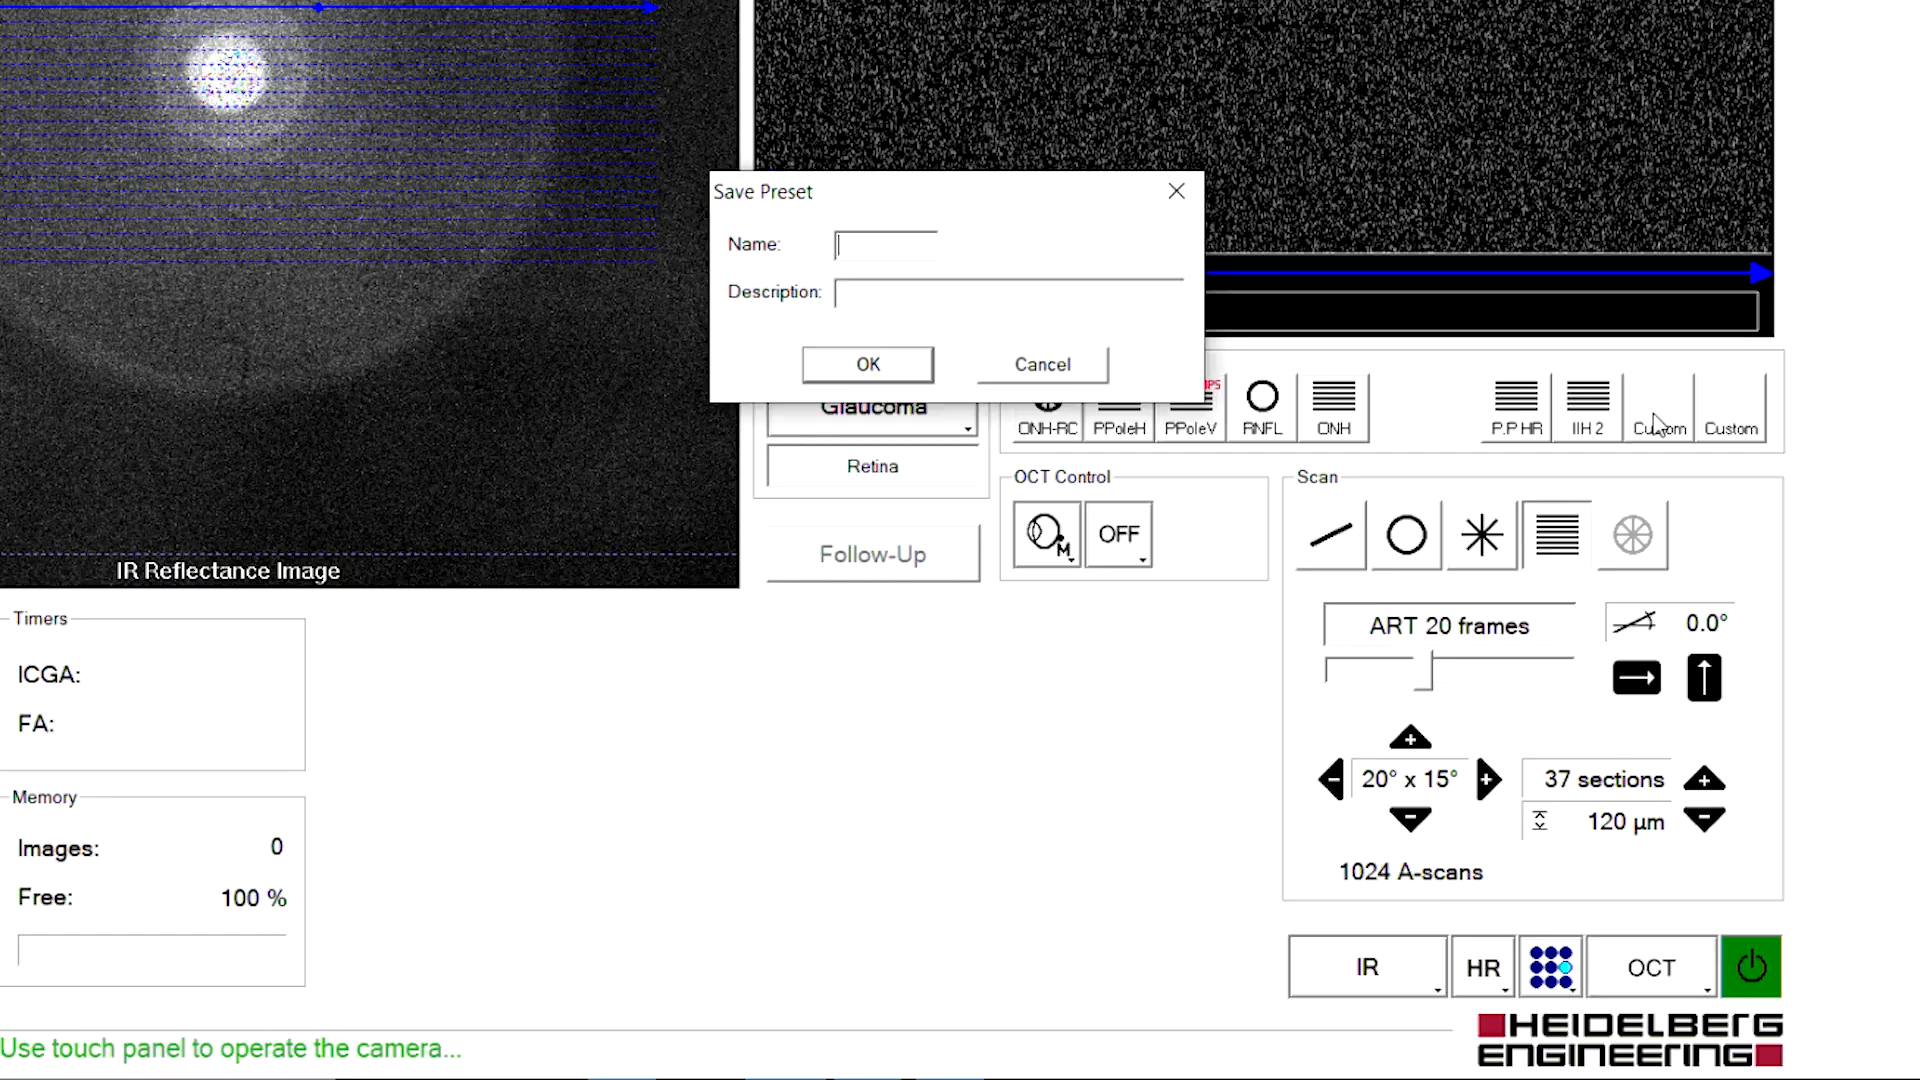 Save Preset
Name:
Description:
OK
Cancel
IR Reflectance Image
Glaucoma
Retina
Follow-Up
ONH-RC
PPoleH
PPoleV
RNFL
ONH
P.P HR
IIH 2
Custom
Custom
OCT Control
M
OFF
Scan
ART 20 frames
0.0°
20° x 15°
37 sections
120 µm
1024 A-scans
Timers
ICGA:
FA:
Memory
Images: 0
Free: 100 %
IR
HR
OCT
Use touch panel to operate the camera...
HEIDELBERG
ENGINEERING